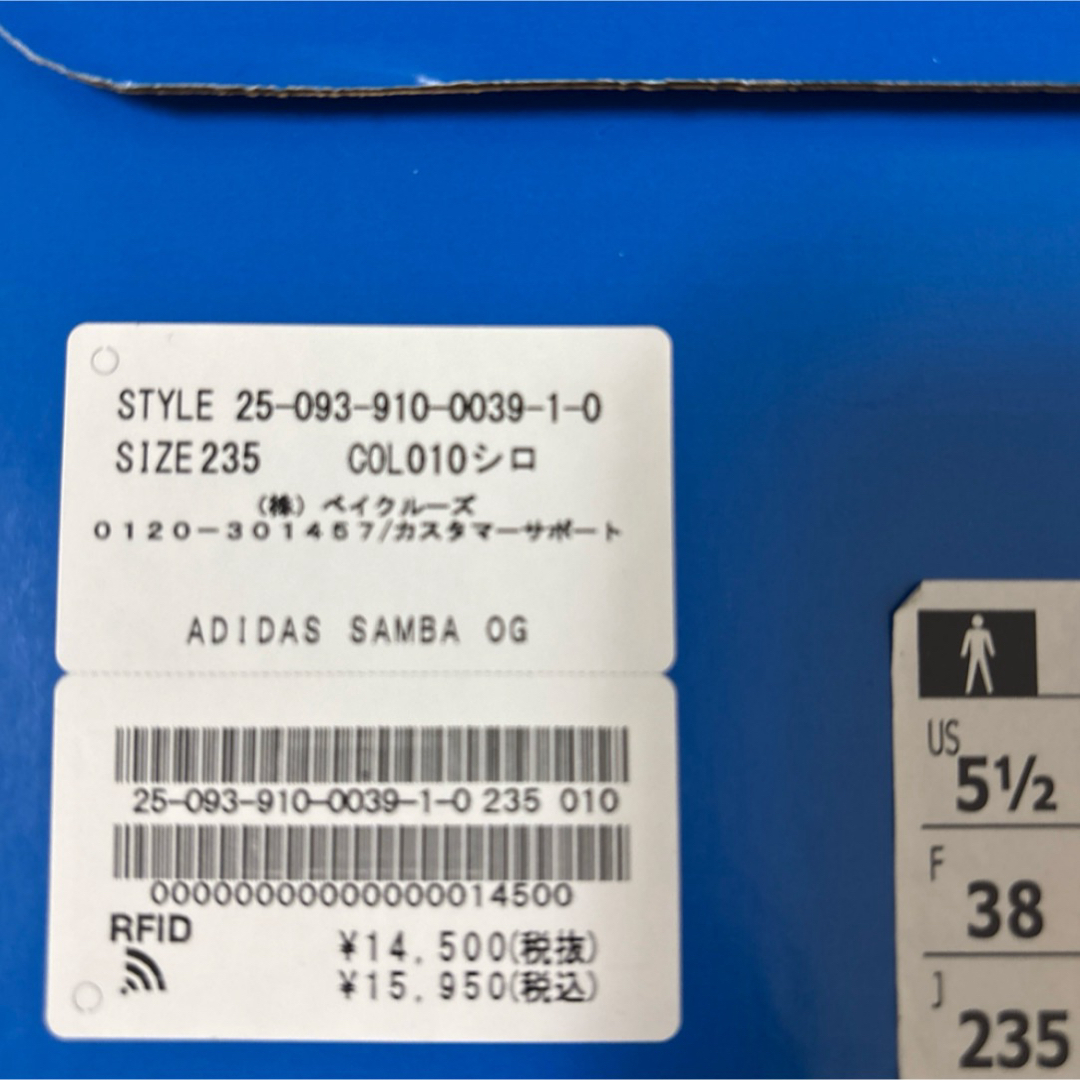 STYLE 25-093-910-0039-1-0
SIZE235 COL010シロ
(株) ベイクルーズ
0120-301457/カスタマーサポート
ADIDAS SAMBA OG
25-093-910-0039-1-0 235 010
00000000000000014500
RFID
¥14,500(税抜)
¥15,950(税込)
US
5½
F
38
J
235